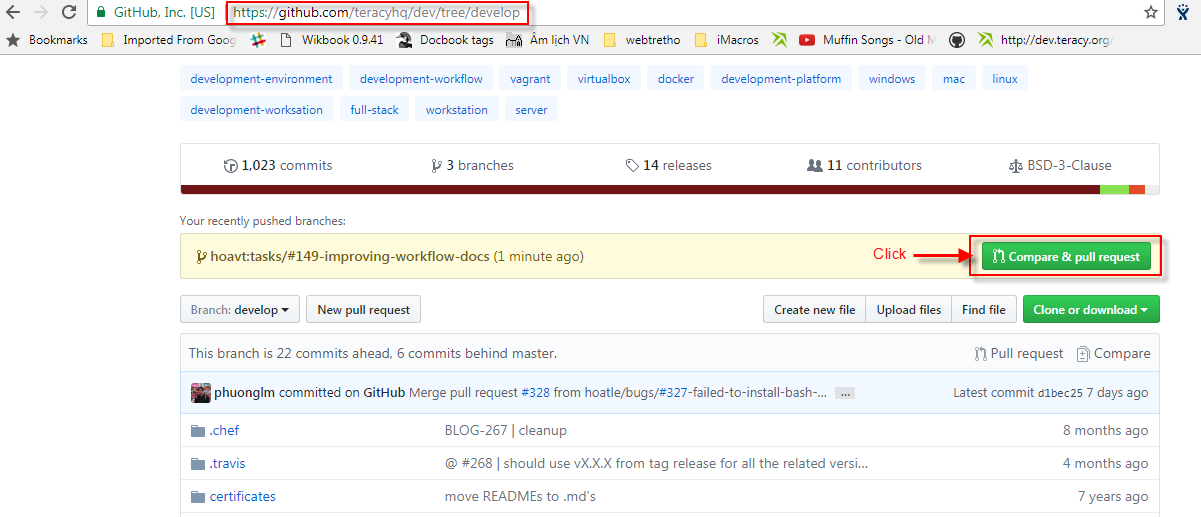 GitHub, Inc. [US] https://github.com/teracyhq/dev/tree/develop
Bookmarks Imported From Goog Wikbook 0.9.41 Docbook tags Âm lịch VN webtretho iMacros Muffin Songs - Old M http://dev.teracy.org/
development-environment development-workflow vagrant virtualbox docker development-platform windows mac linux
development-worksation full-stack workstation server
1,023 commits 3 branches 14 releases 11 contributors BSD-3-Clause
Your recently pushed branches:
hoavt:tasks/#149-improving-workflow-docs (1 minute ago) Click Compare & pull request
Branch: develop New pull request Create new file Upload files Find file Clone or download
This branch is 22 commits ahead, 6 commits behind master. Pull request Compare
phuonglm committed on GitHub Merge pull request #328 from hoatle/bugs/#327-failed-to-install-bash-... ... Latest commit d1bec25 7 days ago
.chef BLOG-267 | cleanup 8 months ago
.travis @ #268 | should use vX.X.X from tag release for all the related versi... 4 months ago
certificates move READMEs to .md's 7 years ago